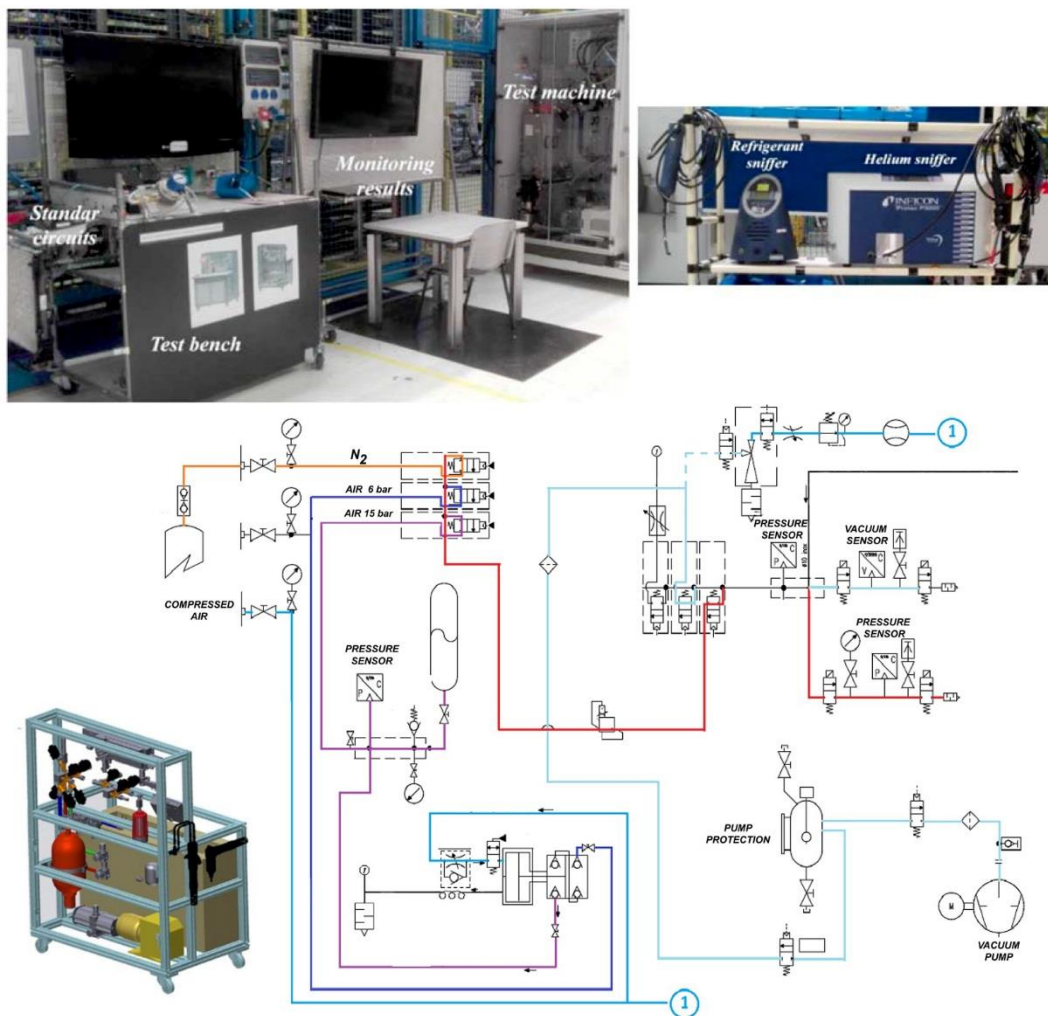 Standar
circuits
Monitoring
results
Test machine
Test bench
Refrigerant
sniffer
Helium sniffer
INFICON
N2
AIR 6 bar
AIR 15 bar
COMPRESSED
AIR
1
PRESSURE
SENSOR
VACUUM
SENSOR
P
C
V
C
PRESSURE
SENSOR
P
C
PRESSURE
SENSOR
P
C
PUMP
PROTECTION
M
VACUUM
PUMP
1